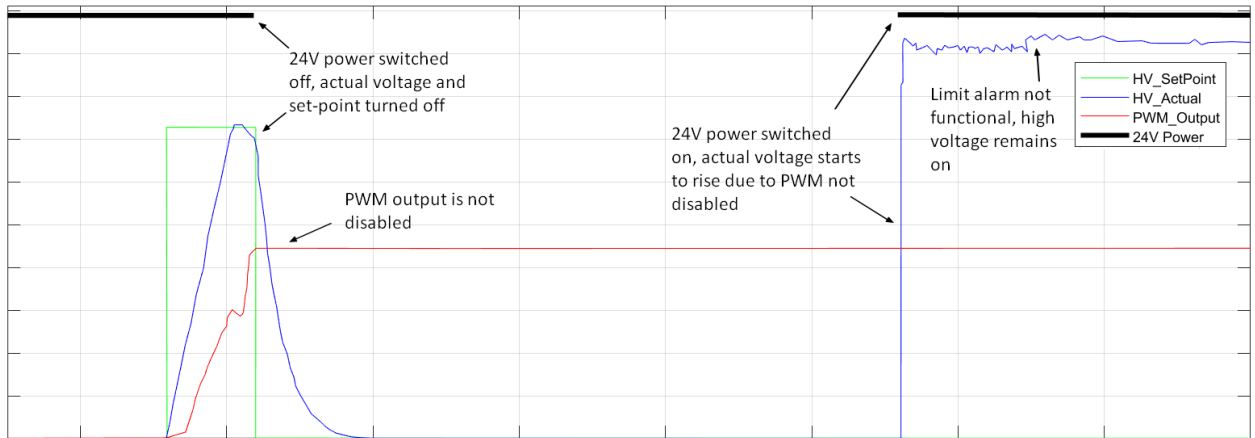 24V power switched
off, actual voltage and
set-point turned off
PWM output is not
disabled
24V power switched
on, actual voltage starts
to rise due to PWM not
disabled
Limit alarm not
functional, high
voltage remains
on
HV_SetPoint
HV_Actual
PWM_Output
24V Power